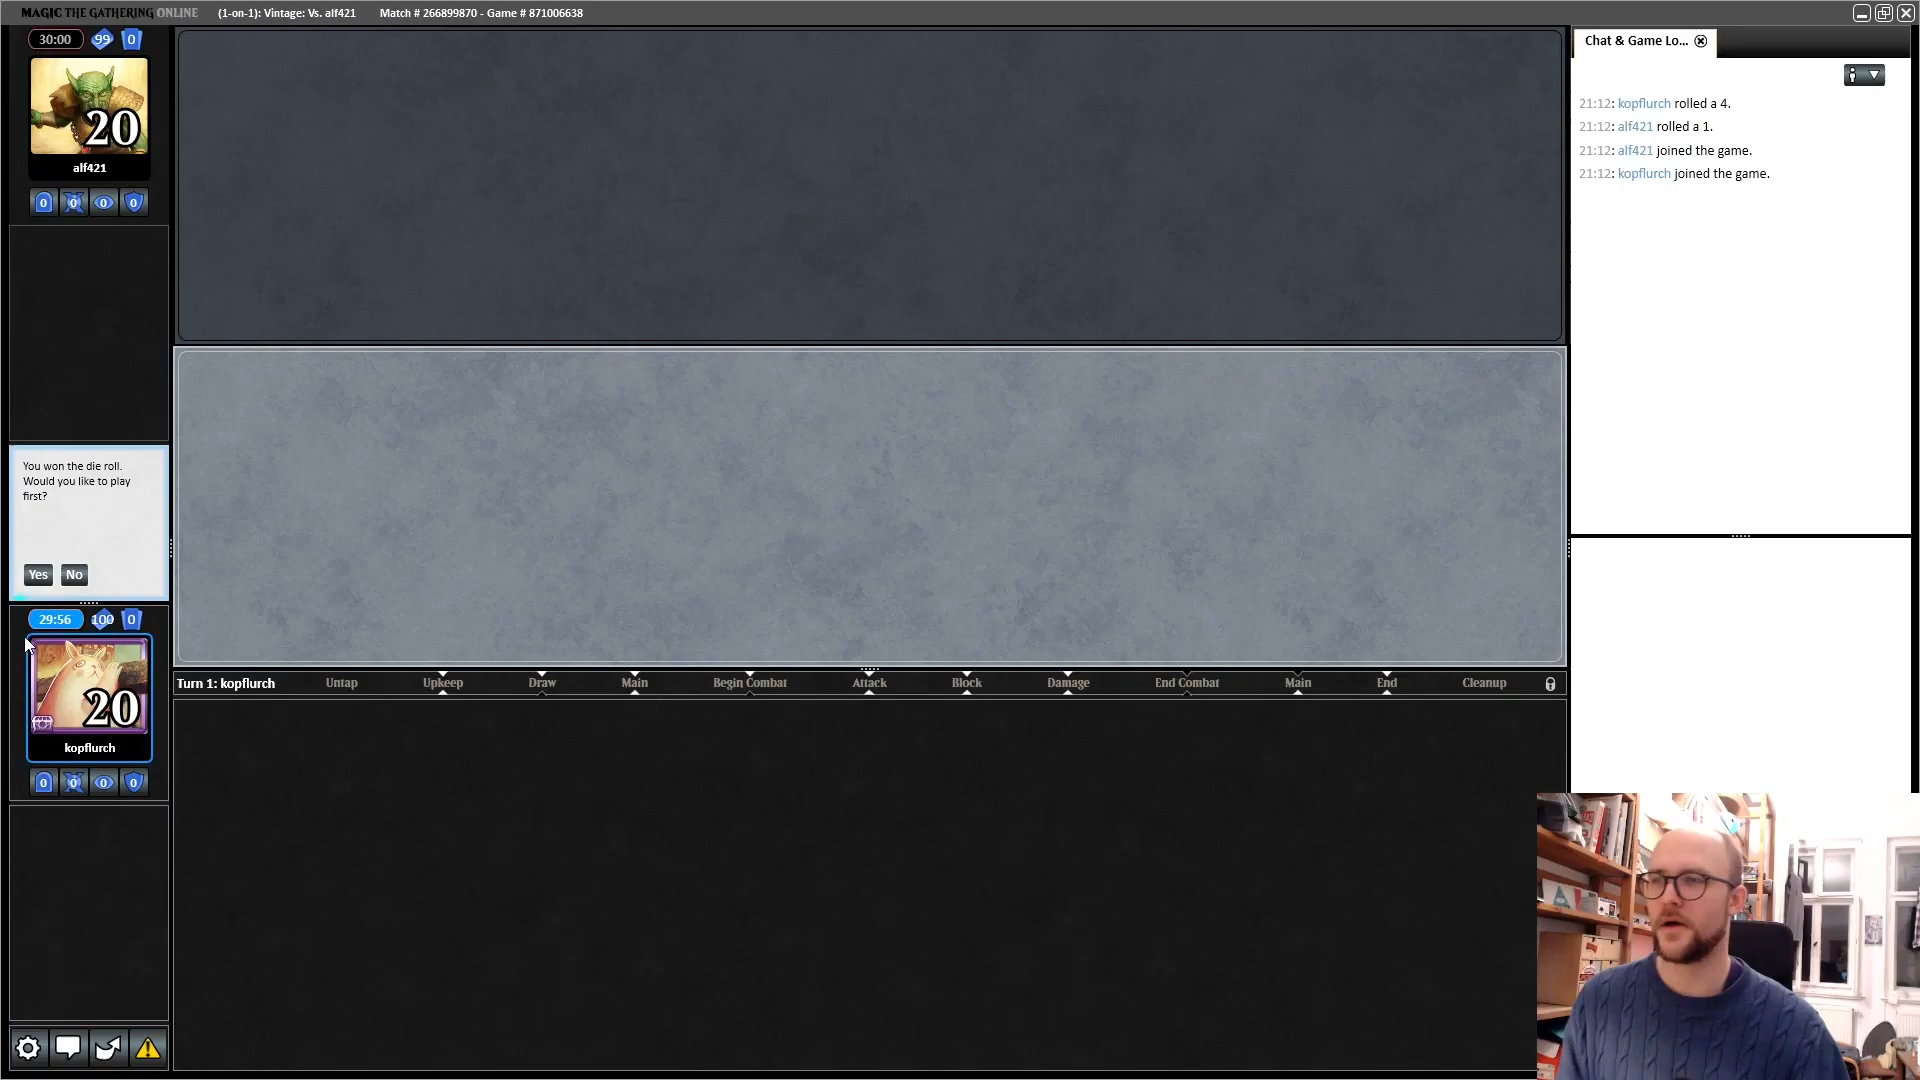 MAGIC THE GATHERING ONLINE (1-on-1): Vintage: Vs. alf421 Match # 266899870 - Game # 871006638
30:00 99 0
20
alf421
0 0 0 0
You won the die roll.
Would you like to play
first?
Yes No
29:56 100 0
20
kopflurch
0 0 0 0
Turn 1: kopflurch Untap Upkeep Draw Main Begin Combat Attack Block Damage End Combat Main End Cleanup
Chat & Game Lo...
21:12: kopflurch rolled a 4.
21:12: alf421 rolled a 1.
21:12: alf421 joined the game.
21:12: kopflurch joined the game.